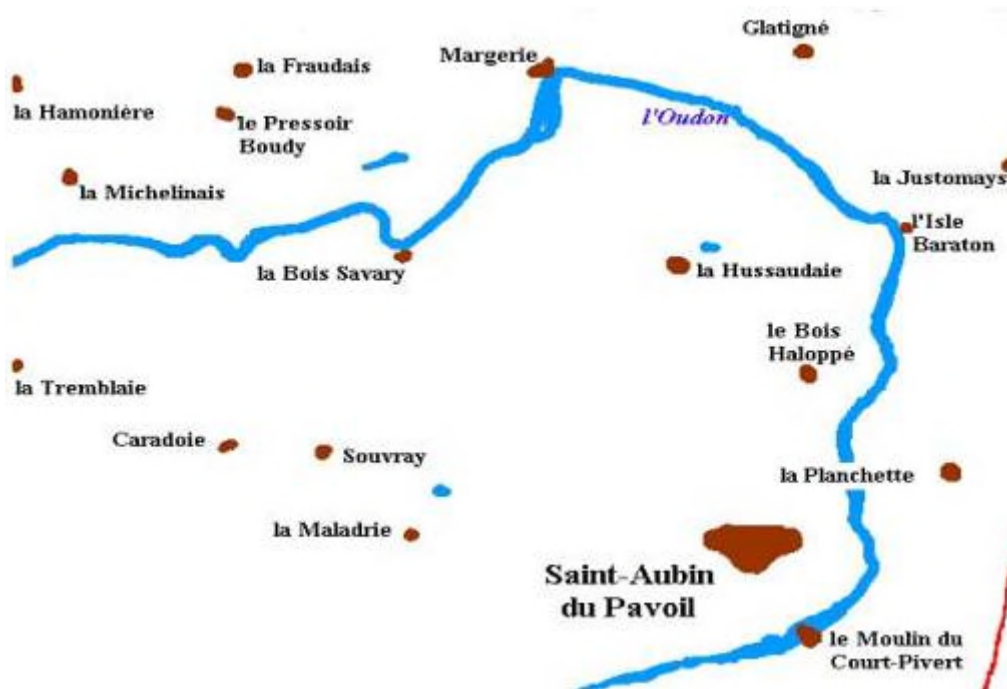 Glatigné
Margerie
la Fraudais
la Hamonière
le Pressoir
Boudy
l'Oudon
la Justomays
la Michelinais
l'Isle
Baraton
la Bois Savary
la Hussaudaie
le Bois
Haloppé
la Tremblaie
Caradoie
Souvray
la Planchette
la Maladrie
Saint-Aubin
du Pavoil
le Moulin du
Court-Pivert